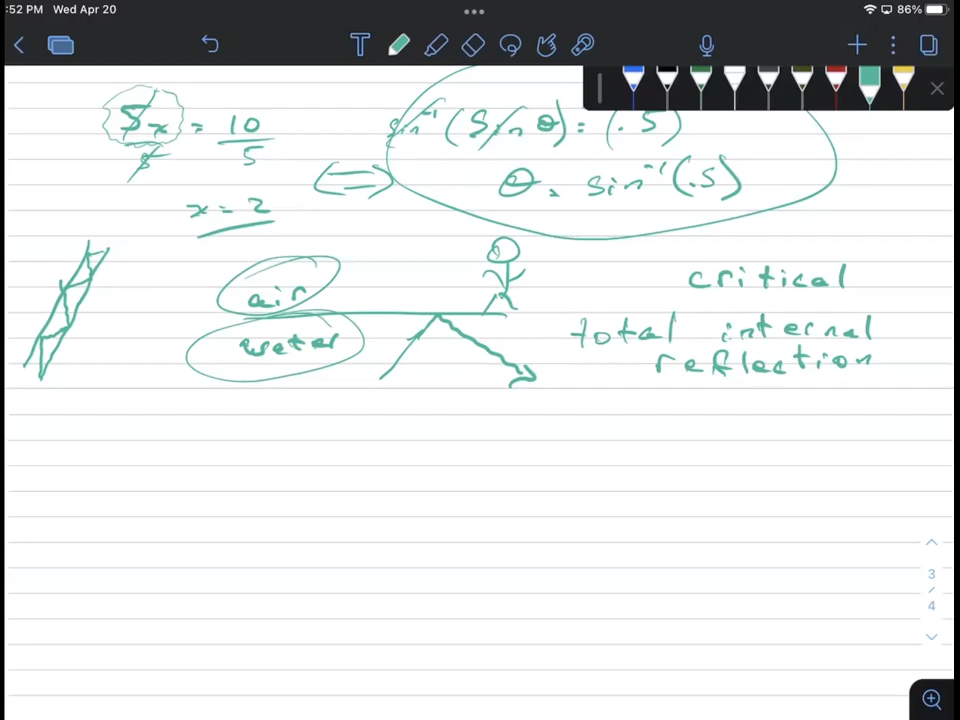 :52 PM Wed Apr 20
86%
5x = 10
5 5
x = 2
sin⁻¹ (Sin θ) = (.5)
θ = sin⁻¹(.5)
air
water
critical
total internal
reflection
3
/
4